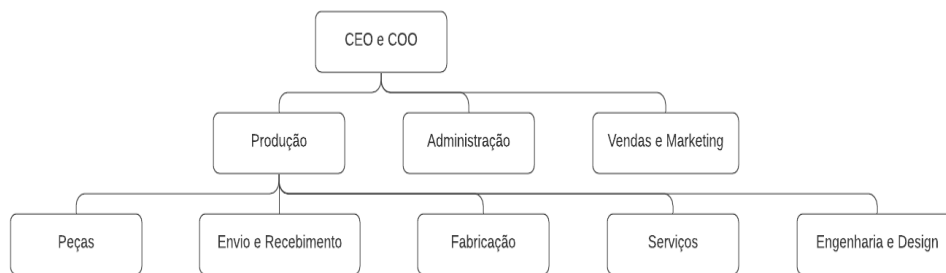 CEO e COO
Produção
Administração
Vendas e Marketing
Peças
Envio e Recebimento
Fabricação
Serviços
Engenharia e Design